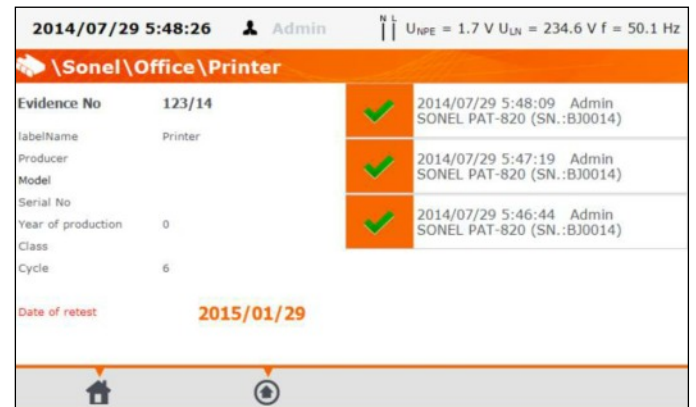 2014/07/29 5:48:26 Admin N L UNPE = 1.7 V ULN = 234.6 V f = 50.1 Hz
\Sonel\Office\Printer
Evidence No 123/14
labelName Printer
Producer
Model
Serial No
Year of production 0
Class
Cycle 6
Date of retest 2015/01/29
2014/07/29 5:48:09 Admin
SONEL PAT-820 (SN.:BJ0014)
2014/07/29 5:47:19 Admin
SONEL PAT-820 (SN.:BJ0014)
2014/07/29 5:46:44 Admin
SONEL PAT-820 (SN.:BJ0014)